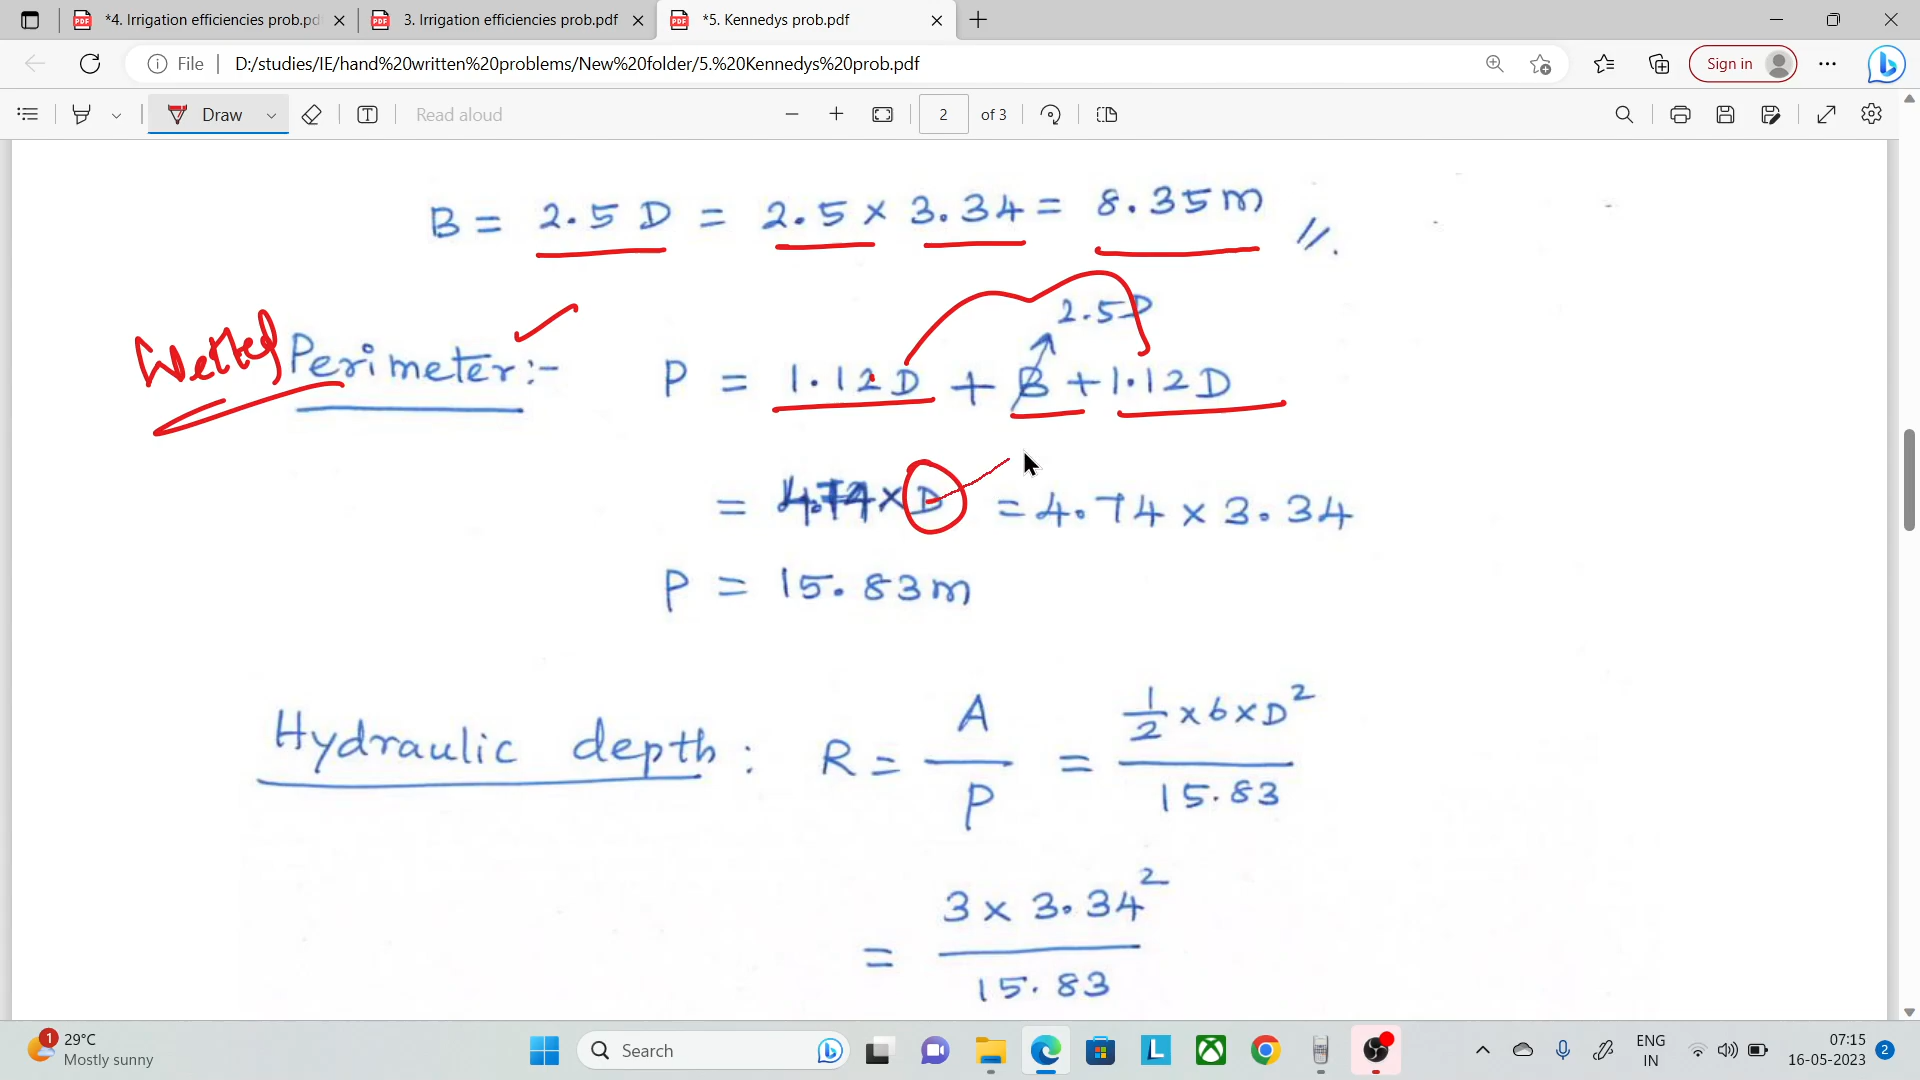 *4. Irrigation efficiencies prob.pd
3. Irrigation efficiencies prob.pdf
*5. Kennedys prob.pdf
File
D:/studies/IE/hand%20written%20problems/New%20folder/5.%20Kennedys%20prob.pdf
Sign in
Draw
Read aloud
2 of 3
B = 2.5 D = 2.5 × 3.34 = 8.35 m //.
2.5D
Wetted Perimeter:- P = 1.12D + B + 1.12D
= 4.74 × D = 4.74 × 3.34
P = 15.83 m
Hydraulic depth : R = A / P = 1/2 × 6 × D² / 15.83
= 3 × 3.34² / 15.83
1
29°C
Mostly sunny
Search
ENG
IN
07:15
16-05-2023
2